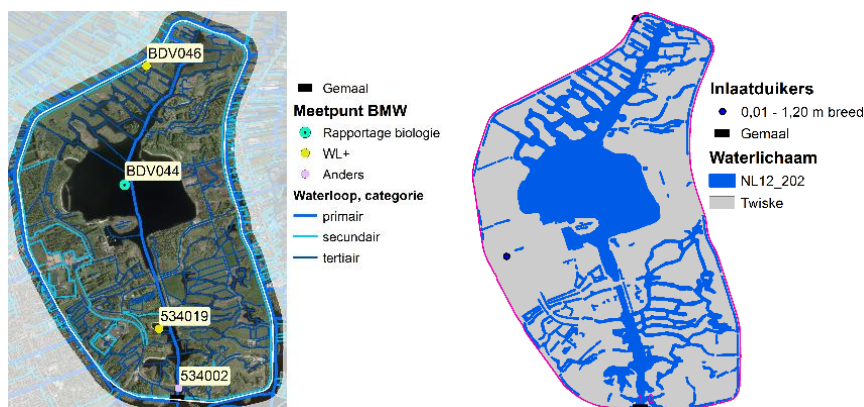 BDV046
BDV044
534019
534002
Gemaal
Meetpunt BMW
Rapportage biologie
WL+
Anders
Waterloop, categorie
primair
secundair
tertiair
Inlaatduikers
0,01 - 1,20 m breed
Gemaal
Waterlichaam
NL12_202
Twiske